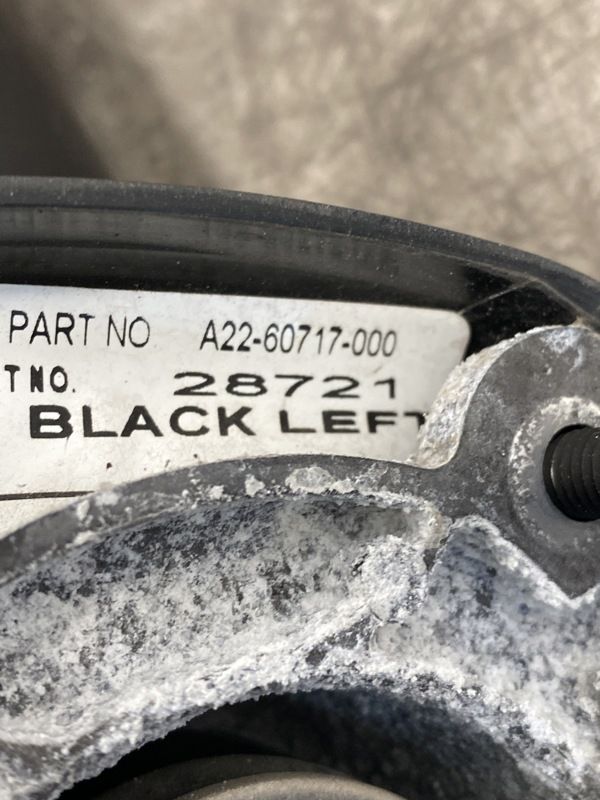 PART NO A22-60717-000
T NO. 28721
BLACK LEFT